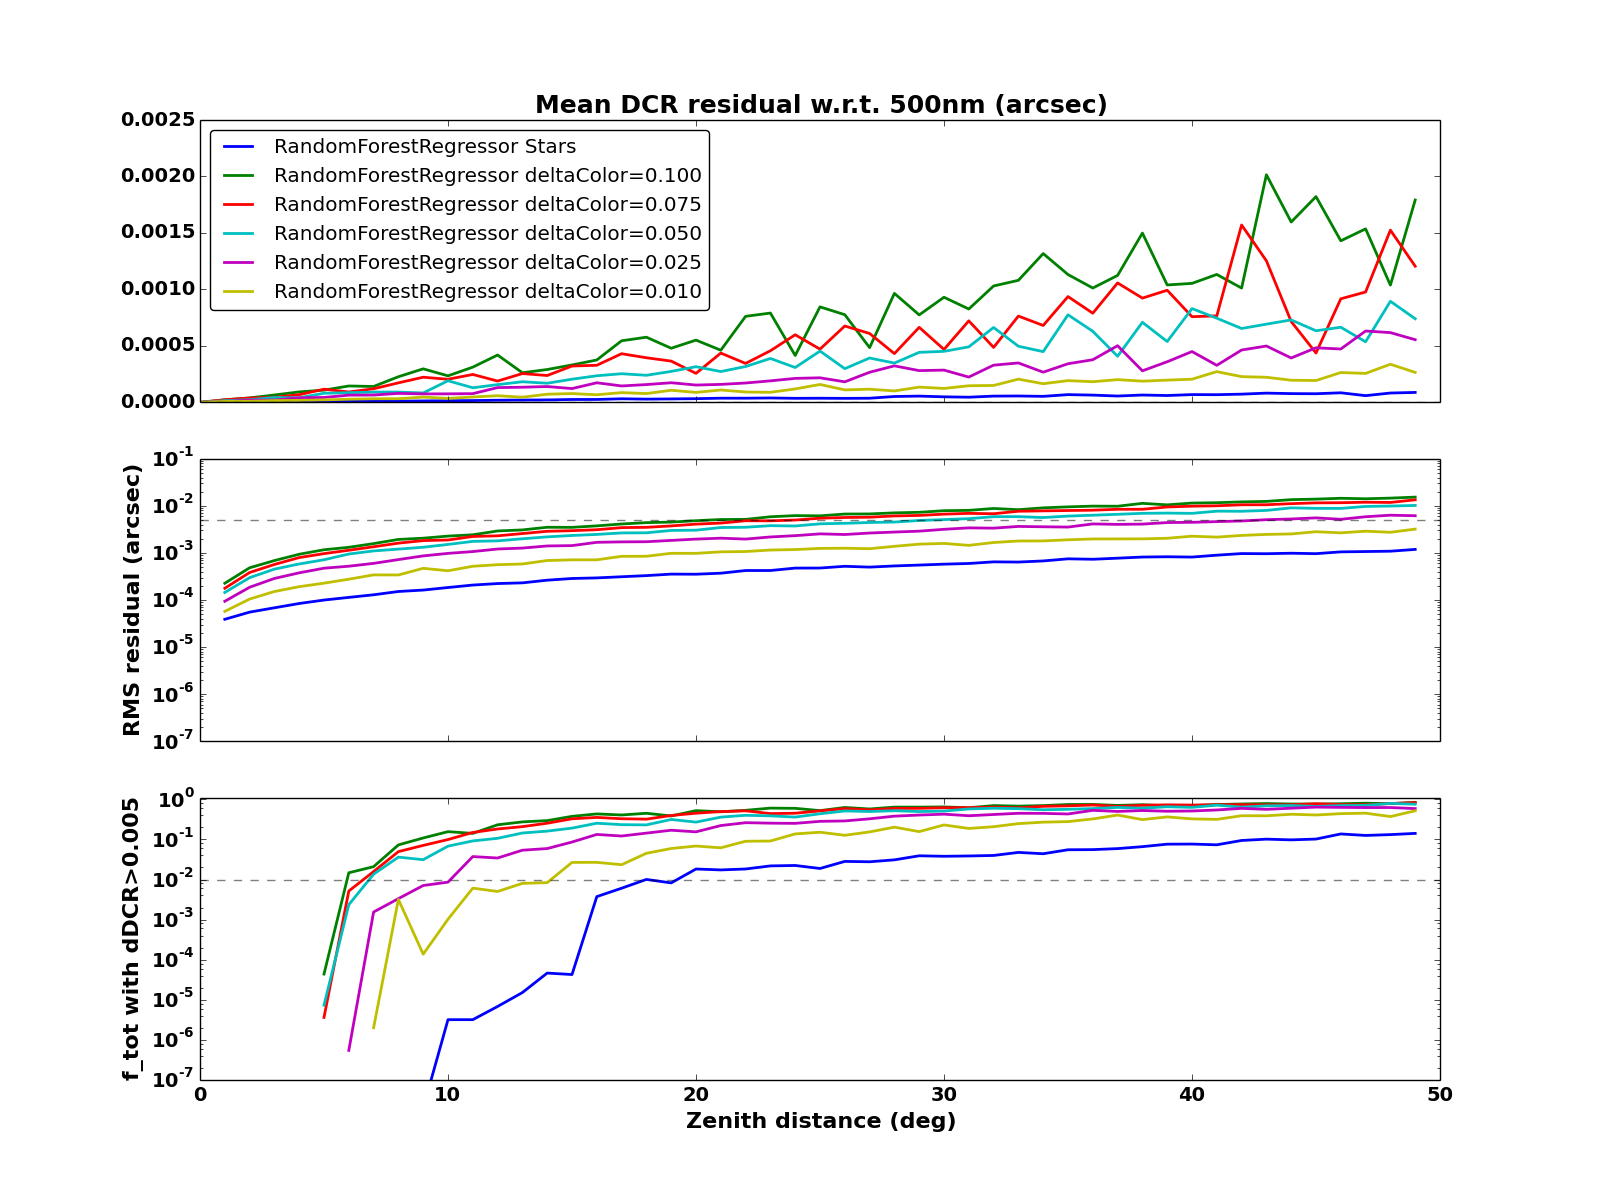 Mean DCR residual w.r.t. 500nm (arcsec)
0.0025
0.0020
0.0015
0.0010
0.0005
0.0000
RandomForestRegressor Stars
RandomForestRegressor deltaColor=0.100
RandomForestRegressor deltaColor=0.075
RandomForestRegressor deltaColor=0.050
RandomForestRegressor deltaColor=0.025
RandomForestRegressor deltaColor=0.010
RMS residual (arcsec)
10^-1
10^-2
10^-3
10^-4
10^-5
10^-6
10^-7
f_tot with dDCR>0.005
10^0
10^-1
10^-2
10^-3
10^-4
10^-5
10^-6
10^-7
0 10 20 30 40 50
Zenith distance (deg)